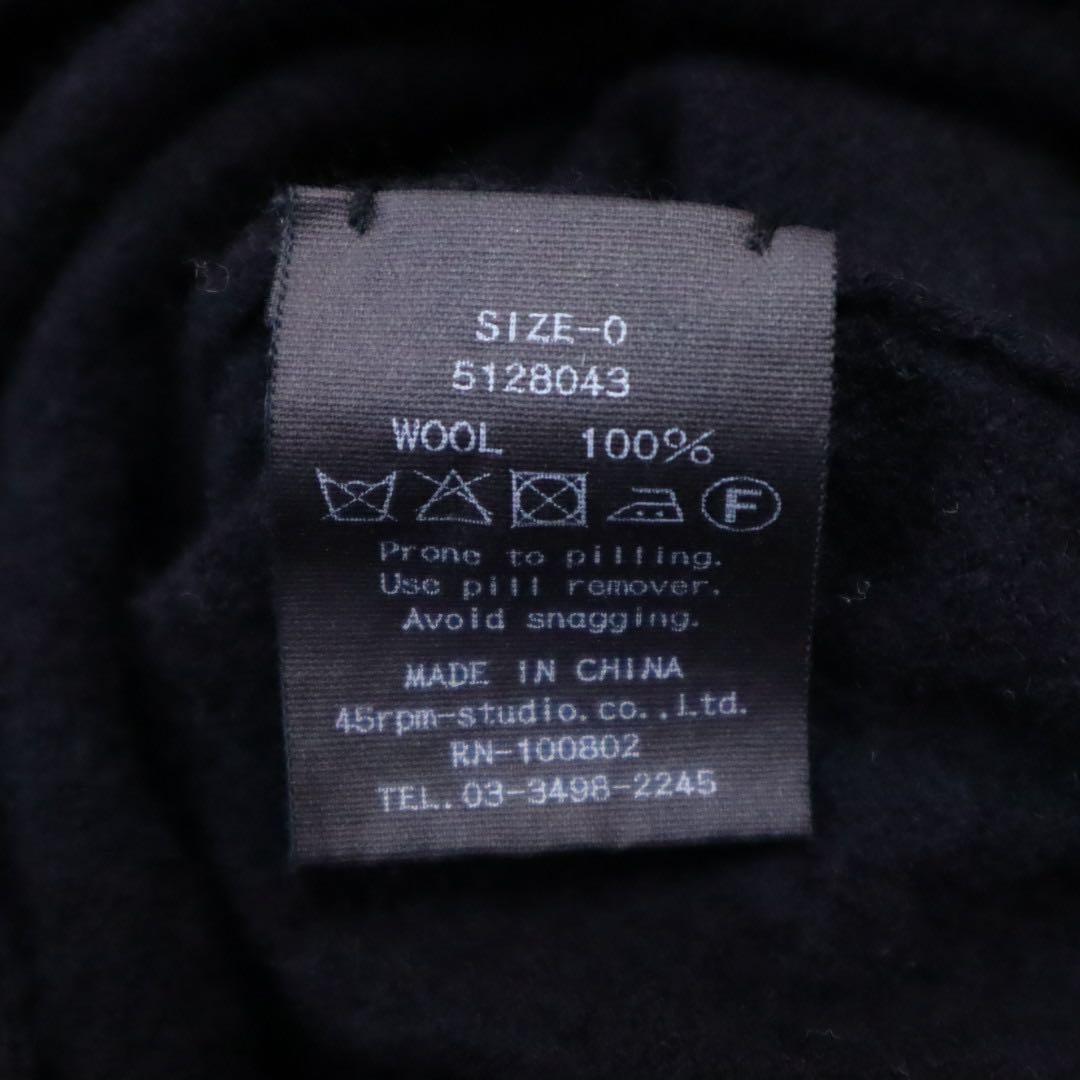 SIZE-0
5128043
WOOL 100%
F
Prone to pilling.
Use pill remover.
Avoid snagging.
MADE IN CHINA
45rpm-studio.co.,Ltd.
RN-100802
TEL.03-3498-2245